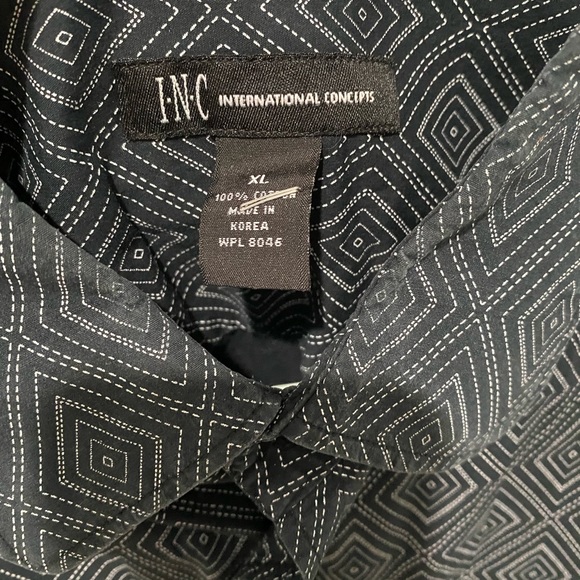 I·N·C INTERNATIONAL CONCEPTS
XL
100% COTTON
MADE IN
KOREA
WPL 8046